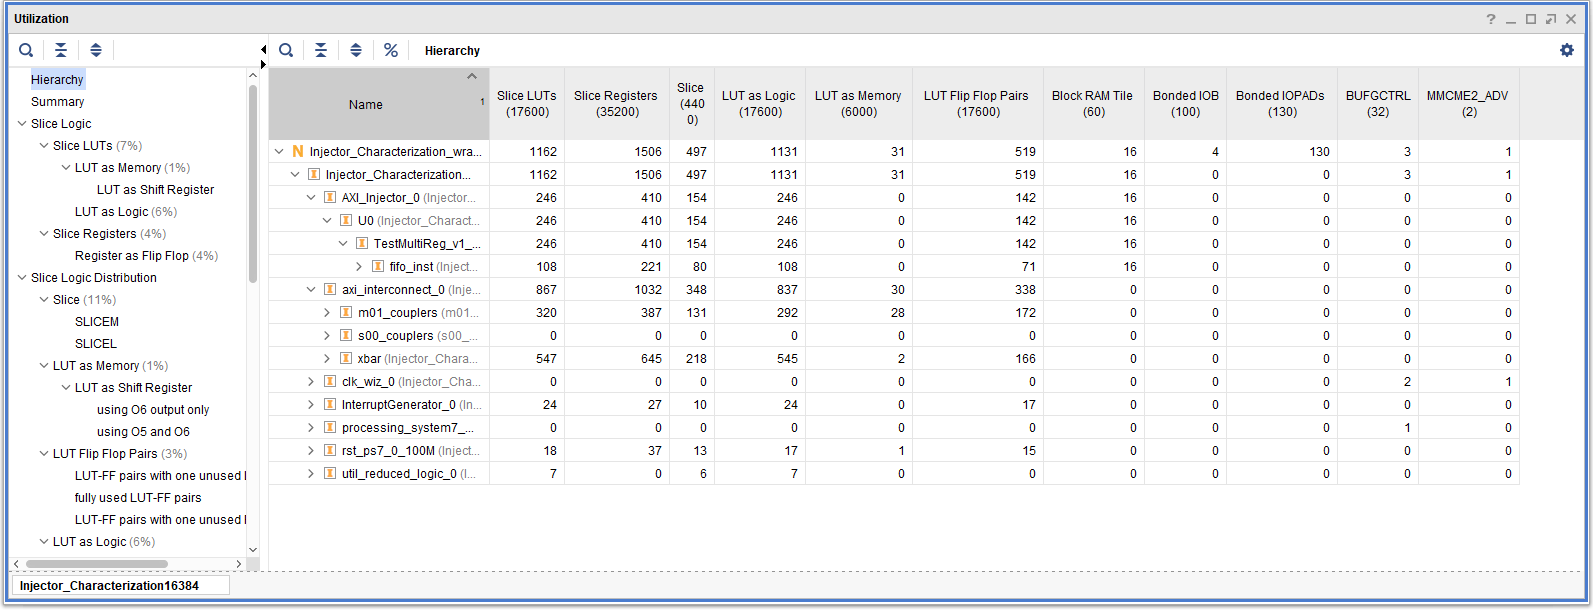 Utilization
Hierarchy
Hierarchy
Summary
Slice Logic
Slice LUTs (7%)
LUT as Memory (1%)
LUT as Shift Register
LUT as Logic (6%)
Slice Registers (4%)
Register as Flip Flop (4%)
Slice Logic Distribution
Slice (11%)
SLICEM
SLICEL
LUT as Memory (1%)
LUT as Shift Register
using O6 output only
using O5 and O6
LUT Flip Flop Pairs (3%)
LUT-FF pairs with one unused
fully used LUT-FF pairs
LUT-FF pairs with one unused
LUT as Logic (6%)
Name 1 Slice LUTs (17600) Slice Registers (35200) Slice (4400) LUT as Logic (17600) LUT as Memory (6000) LUT Flip Flop Pairs (17600) Block RAM Tile (60) Bonded IOB (100) Bonded IOPADs (130) BUFGCTRL (32) MMCME2_ADV (2)
N Injector_Characterization_wra... 1162 1506 497 1131 31 519 16 4 130 3 1
I Injector_Characterization... 1162 1506 497 1131 31 519 16 0 0 3 1
I AXI_Injector_0 (Injector... 246 410 154 246 0 142 16 0 0 0 0
I U0 (Injector_Charact... 246 410 154 246 0 142 16 0 0 0 0
I TestMultiReg_v1_... 246 410 154 246 0 142 16 0 0 0 0
I fifo_inst (Inject... 108 221 80 108 0 71 16 0 0 0 0
I axi_interconnect_0 (Inje... 867 1032 348 837 30 338 0 0 0 0 0
I m01_couplers (m01... 320 387 131 292 28 172 0 0 0 0 0
I s00_couplers (s00_... 0 0 0 0 0 0 0 0 0 0 0
I xbar (Injector_Chara... 547 645 218 545 2 166 0 0 0 0 0
I clk_wiz_0 (Injector_Cha... 0 0 0 0 0 0 0 0 0 2 1
I InterruptGenerator_0 (In... 24 27 10 24 0 17 0 0 0 0 0
I processing_system7_... 0 0 0 0 0 0 0 0 0 1 0
I rst_ps7_0_100M (Inject... 18 37 13 17 1 15 0 0 0 0 0
I util_reduced_logic_0 (I... 7 0 6 7 0 0 0 0 0 0 0
Injector_Characterization16384